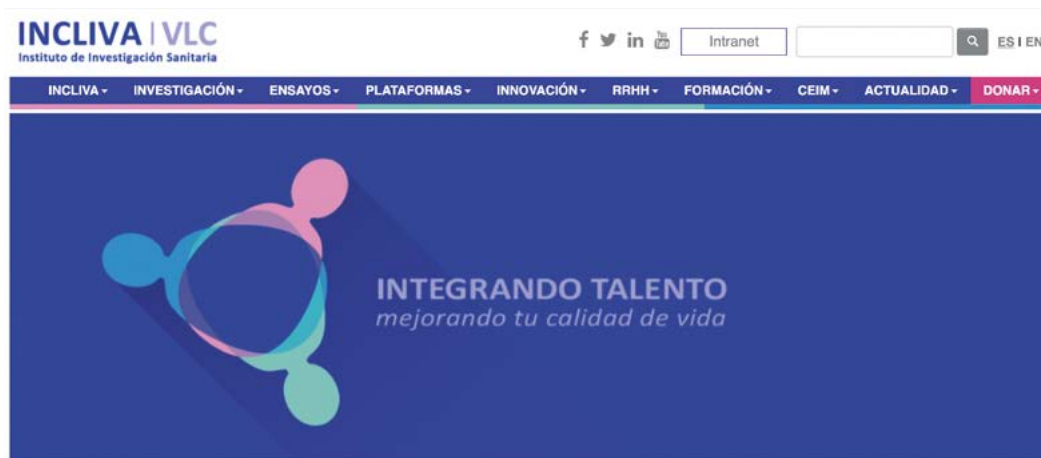 INCLIVA | VLC
Instituto de Investigación Sanitaria
Intranet
ES I EN
INCLIVA INVESTIGACIÓN ENSAYOS PLATAFORMAS INNOVACIÓN RRHH FORMACIÓN CEIM ACTUALIDAD DONAR
INTEGRANDO TALENTO
mejorando tu calidad de vida